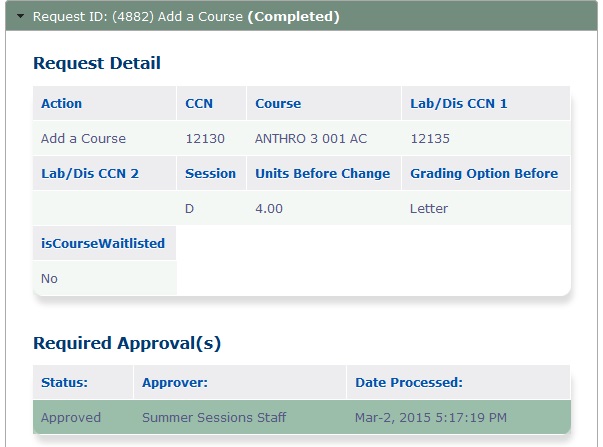 Request ID: (4882) Add a Course (Completed)
Request Detail
Action CCN Course Lab/Dis CCN 1
Add a Course 12130 ANTHRO 3 001 AC 12135
Lab/Dis CCN 2 Session Units Before Change Grading Option Before
D 4.00 Letter
isCourseWaitlisted
No
Required Approval(s)
Status: Approver: Date Processed:
Approved Summer Sessions Staff Mar-2, 2015 5:17:19 PM